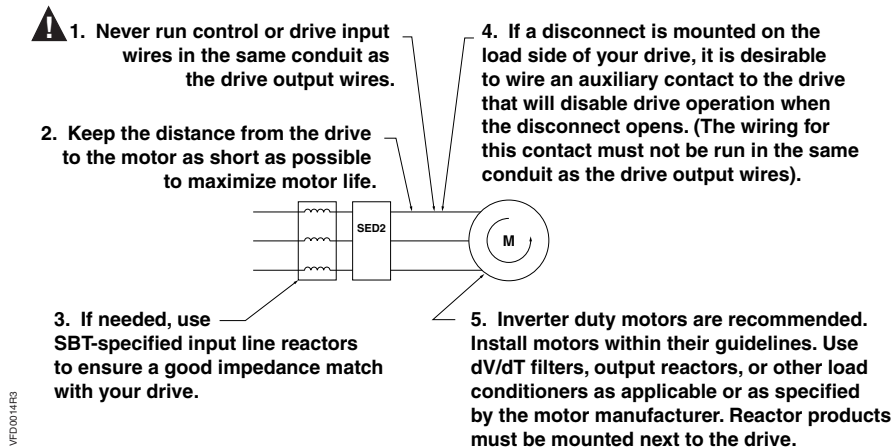 ! 1. Never run control or drive input
wires in the same conduit as
the drive output wires.
2. Keep the distance from the drive
to the motor as short as possible
to maximize motor life.
4. If a disconnect is mounted on the
load side of your drive, it is desirable
to wire an auxiliary contact to the drive
that will disable drive operation when
the disconnect opens. (The wiring for
this contact must not be run in the same
conduit as the drive output wires).
SED2
M
3. If needed, use
SBT-specified input line reactors
to ensure a good impedance match
with your drive.
5. Inverter duty motors are recommended.
Install motors within their guidelines. Use
dV/dT filters, output reactors, or other load
conditioners as applicable or as specified
by the motor manufacturer. Reactor products
must be mounted next to the drive.
VFD0014R3